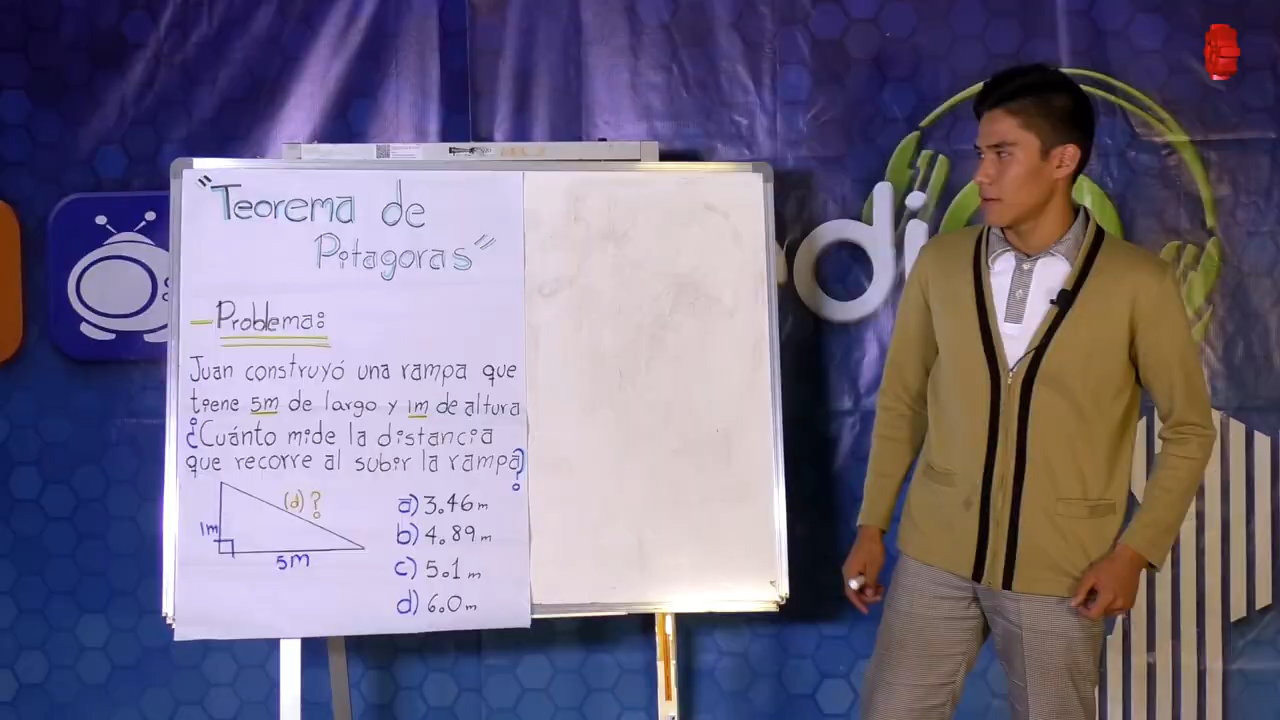 "Teorema de
Pitagoras"
- Problema:
Juan construyó una rampa que
tiene 5m de largo y 1m de altura
¿Cuánto mide la distancia
que recorre al subir la rampa?
(d)?
1m
5m
a) 3.46 m
b) 4.89 m
c) 5.1 m
d) 6.0 m
di